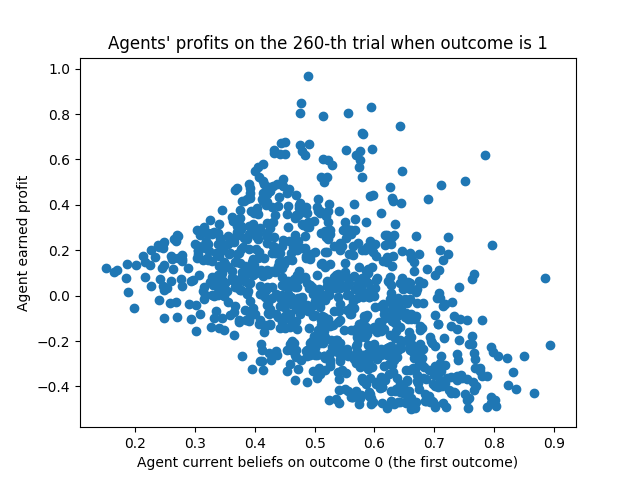 Agents' profits on the 260-th trial when outcome is 1
Agent earned profit
1.0
0.8
0.6
0.4
0.2
0.0
−0.2
−0.4
0.2 0.3 0.4 0.5 0.6 0.7 0.8 0.9
Agent current beliefs on outcome 0 (the first outcome)